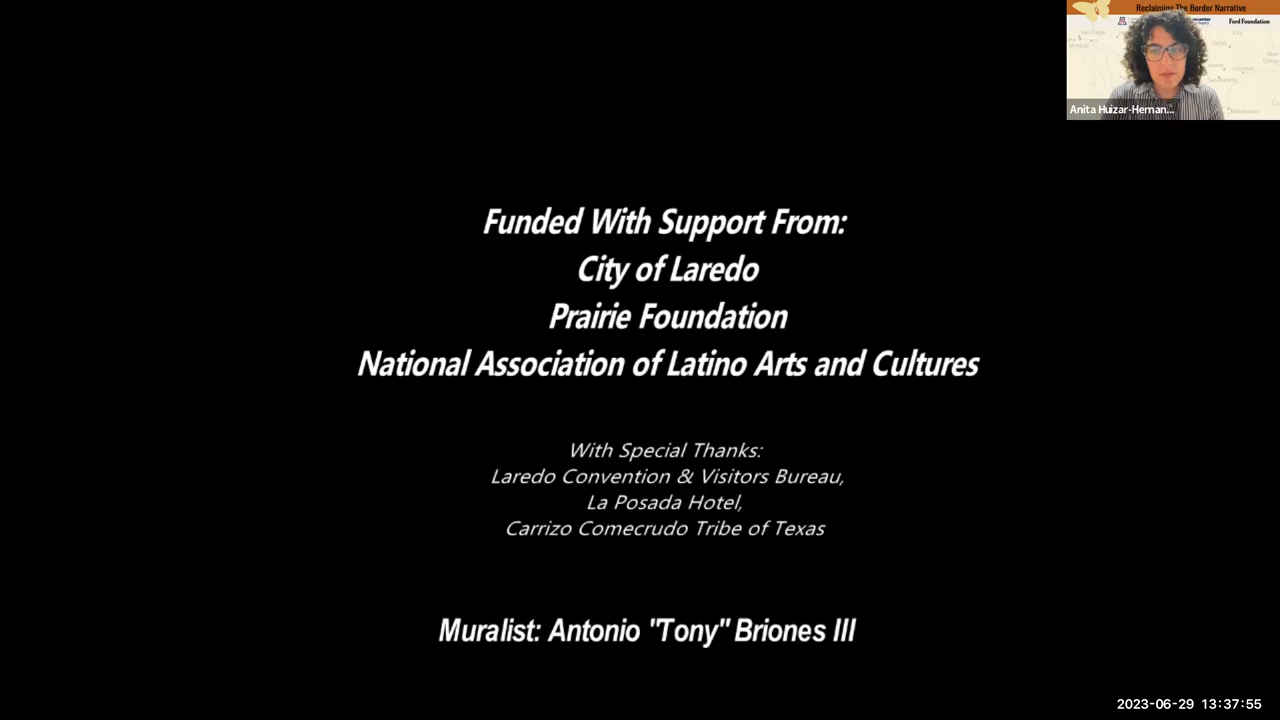 Reclaiming The Border Narrative
Ford Foundation
San Diego
Anita Huizar-Hernan...
Funded With Support From:
City of Laredo
Prairie Foundation
National Association of Latino Arts and Cultures
With Special Thanks:
Laredo Convention & Visitors Bureau,
La Posada Hotel,
Carrizo Comecrudo Tribe of Texas
Muralist: Antonio "Tony" Briones III
2023-06-29 13:37:55